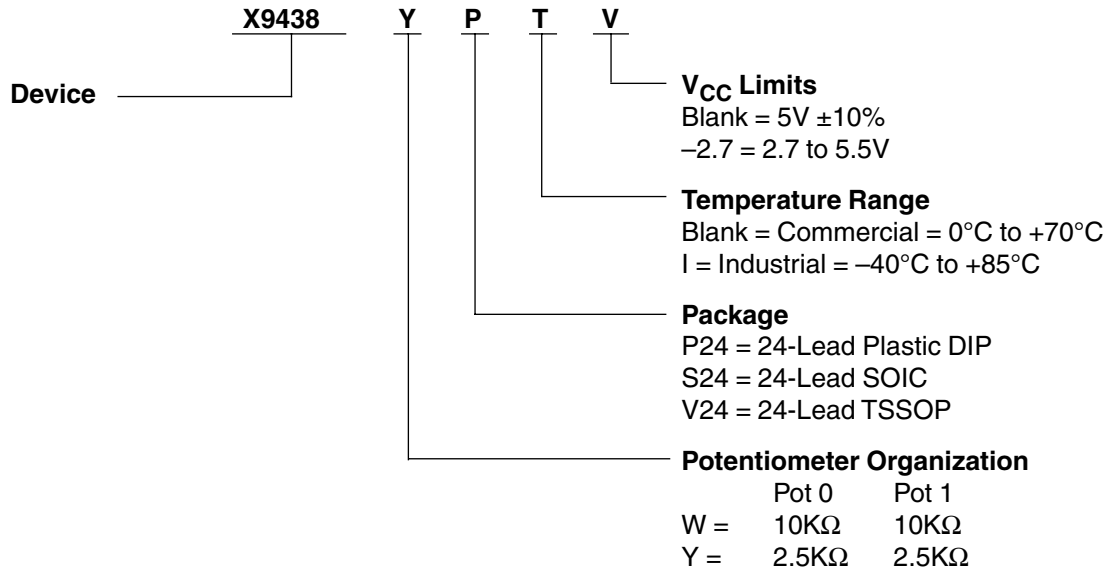 X9438 Y P T V
Device
V_CC Limits
Blank = 5V ±10%
–2.7 = 2.7 to 5.5V
Temperature Range
Blank = Commercial = 0°C to +70°C
I = Industrial = –40°C to +85°C
Package
P24 = 24-Lead Plastic DIP
S24 = 24-Lead SOIC
V24 = 24-Lead TSSOP
Potentiometer Organization
Pot 0 Pot 1
W = 10KΩ 10KΩ
Y = 2.5KΩ 2.5KΩ